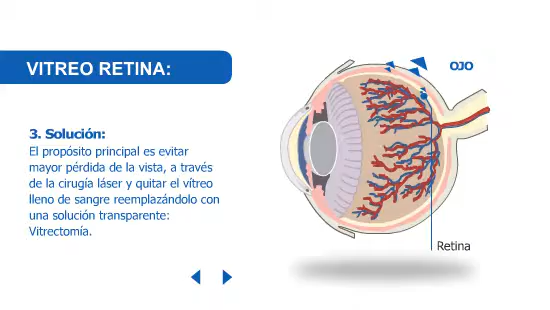 VITREO RETINA:
OJO
3. Solución:
El propósito principal es evitar
mayor pérdida de la vista, a través
de la cirugía láser y quitar el vítreo
lleno de sangre reemplazándolo con
una solución transparente:
Vitrectomía.
Retina